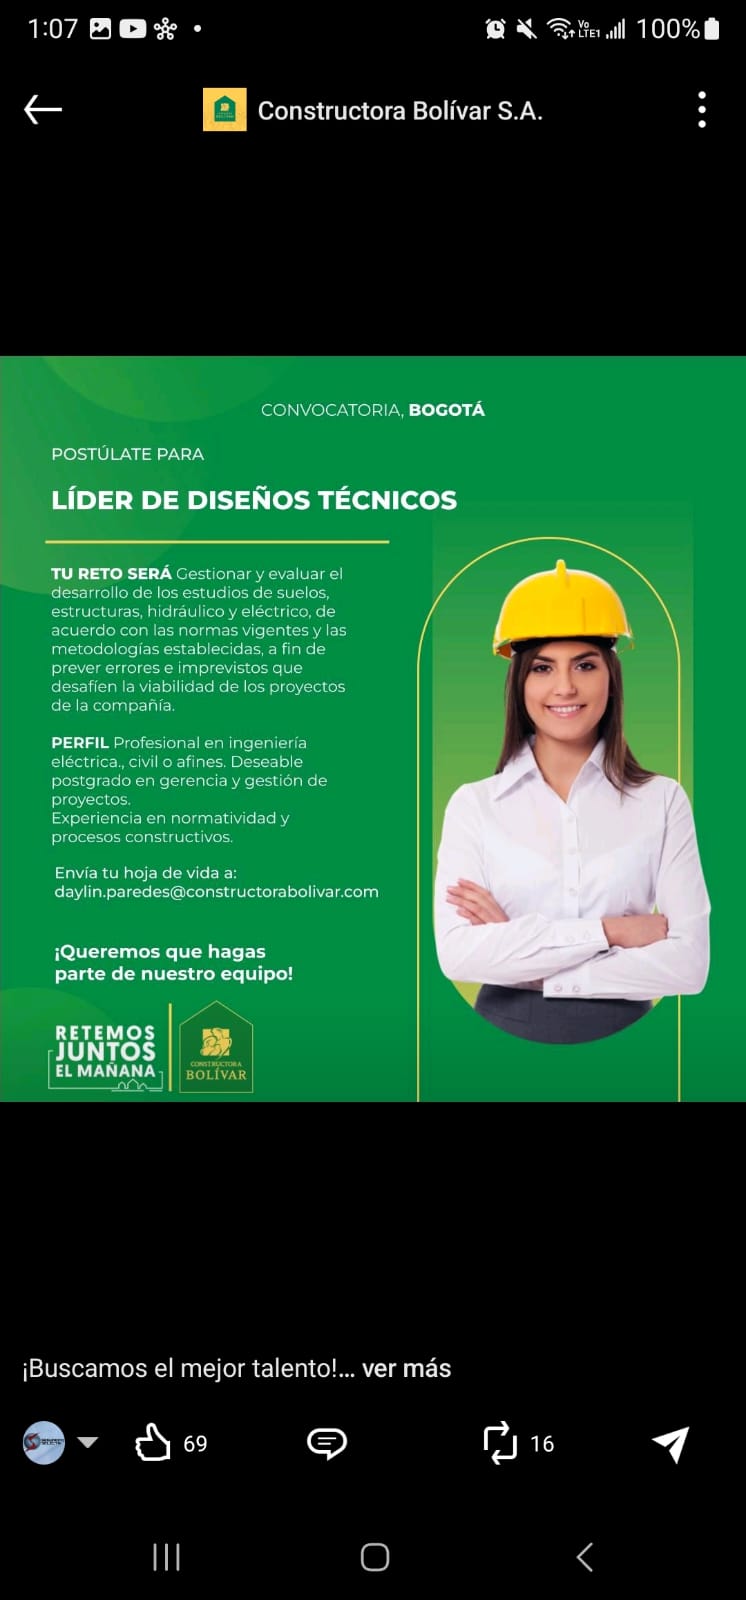 1:07
Vo
LTE1
100%
Constructora Bolívar S.A.
CONVOCATORIA, BOGOTÁ
POSTÚLATE PARA
LÍDER DE DISEÑOS TÉCNICOS
TU RETO SERÁ Gestionar y evaluar el
desarrollo de los estudios de suelos,
estructuras, hidráulico y eléctrico, de
acuerdo con las normas vigentes y las
metodologías establecidas, a fin de
prever errores e imprevistos que
desafíen la viabilidad de los proyectos
de la compañía.
PERFIL Profesional en ingeniería
eléctrica., civil o afines. Deseable
postgrado en gerencia y gestión de
proyectos.
Experiencia en normatividad y
procesos constructivos.
Envía tu hoja de vida a:
daylin.paredes@constructorabolivar.com
¡Queremos que hagas
parte de nuestro equipo!
RETEMOS
JUNTOS
EL MAÑANA
CONSTRUCTORA
BOLÍVAR
¡Buscamos el mejor talento!... ver más
69
16